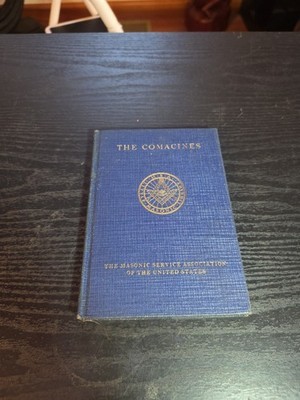 THE COMACINES
THE MASONIC SERVICE ASSOCIATION
OF THE UNITED STATES